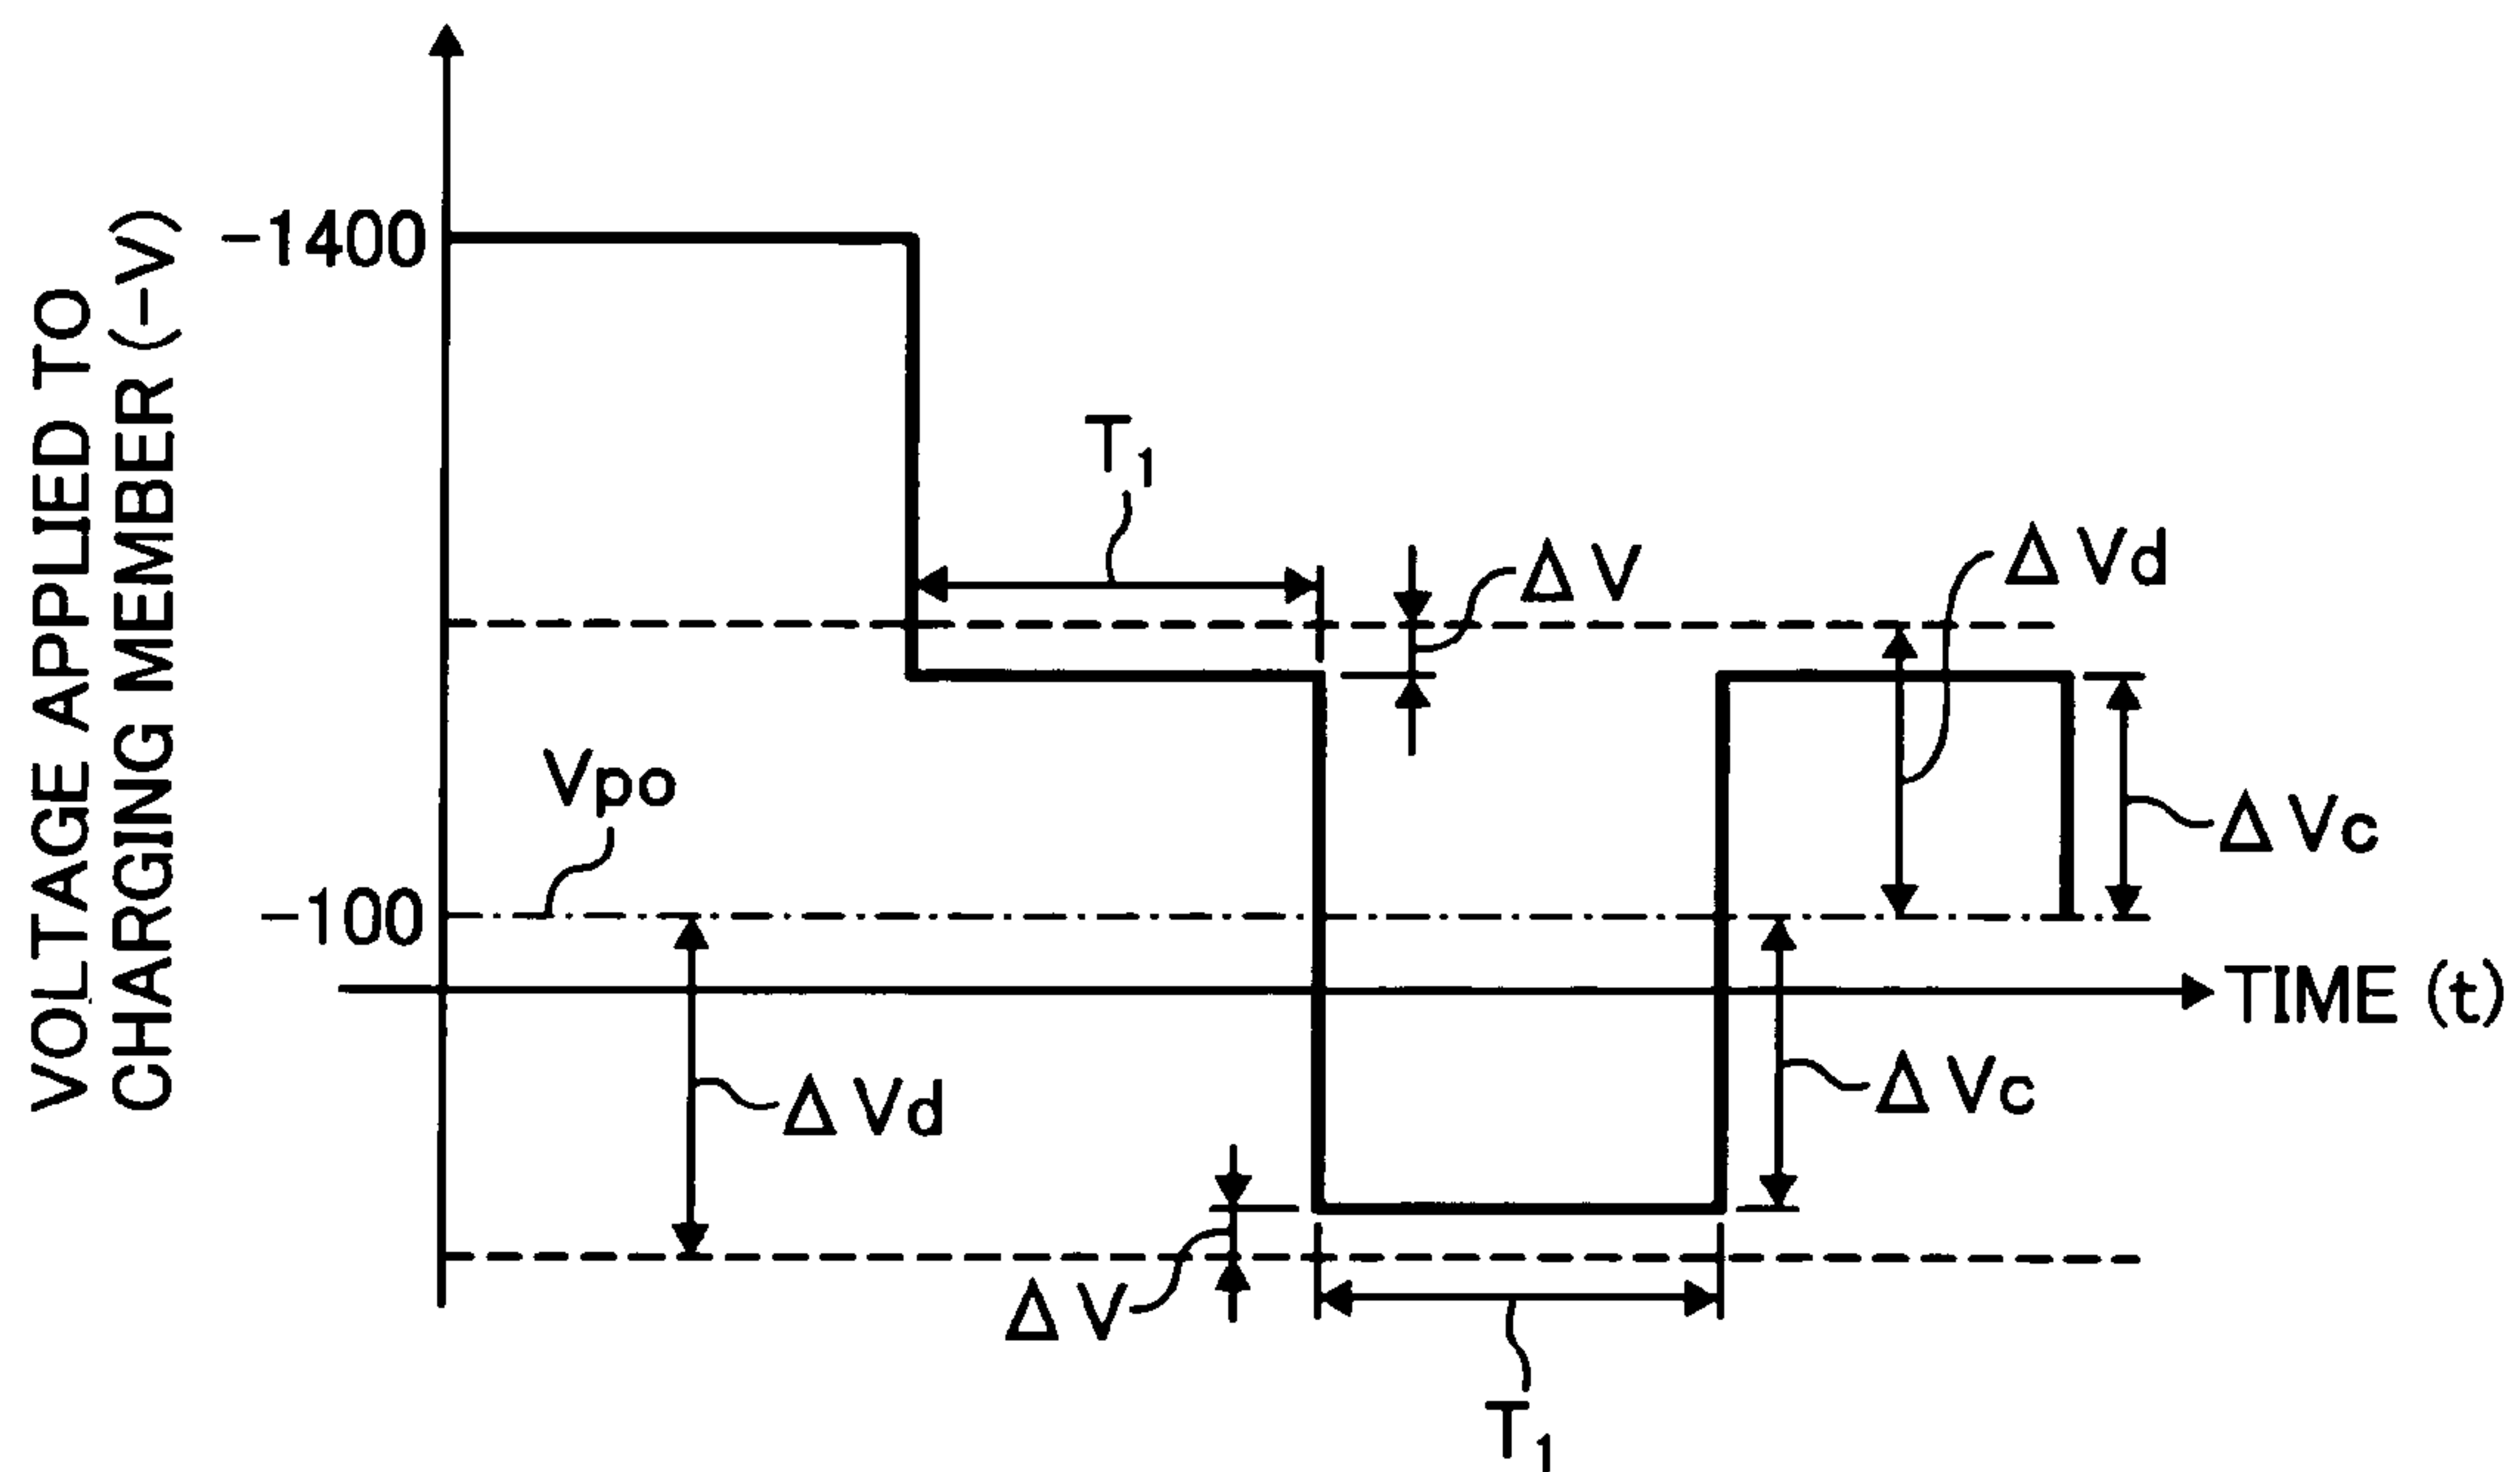 VOLTAGE APPLIED TO
CHARGING MEMBER (-V)
-1400
T1
ΔV
ΔVd
Vpo
ΔVc
-100
TIME (t)
ΔVd
ΔVc
ΔV
T1